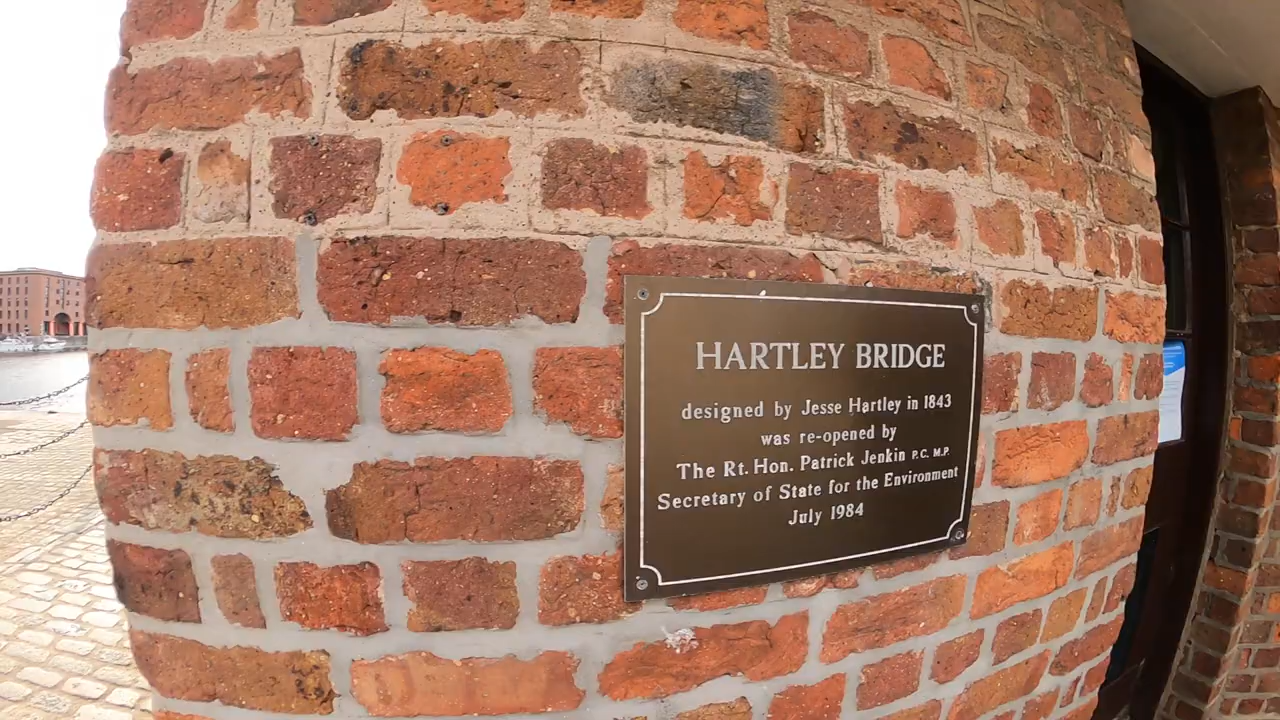 HARTLEY BRIDGE
designed by Jesse Hartley in 1843
was re-opened by
The Rt. Hon. Patrick Jenkin P.C. M.P.
Secretary of State for the Environment
July 1984